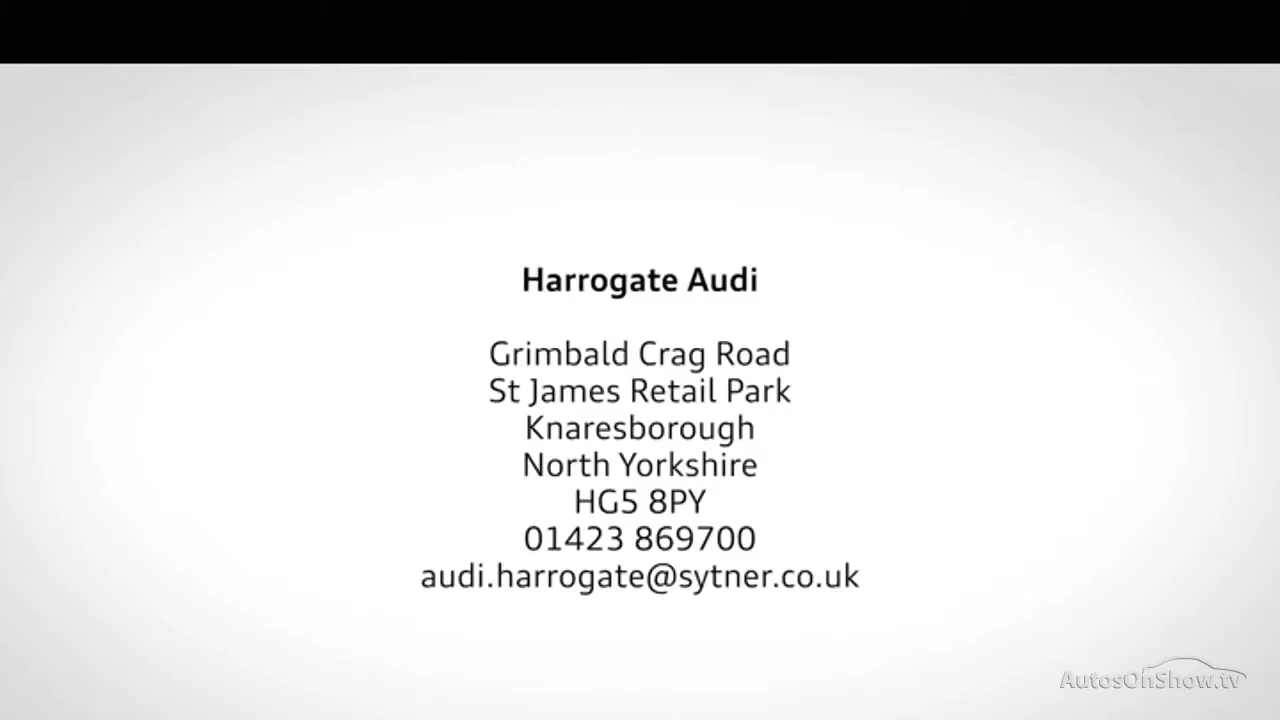 Harrogate Audi
Grimbald Crag Road
St James Retail Park
Knaresborough
North Yorkshire
HG5 8PY
01423 869700
audi.harrogate@sytner.co.uk
AutosOnShow.tv